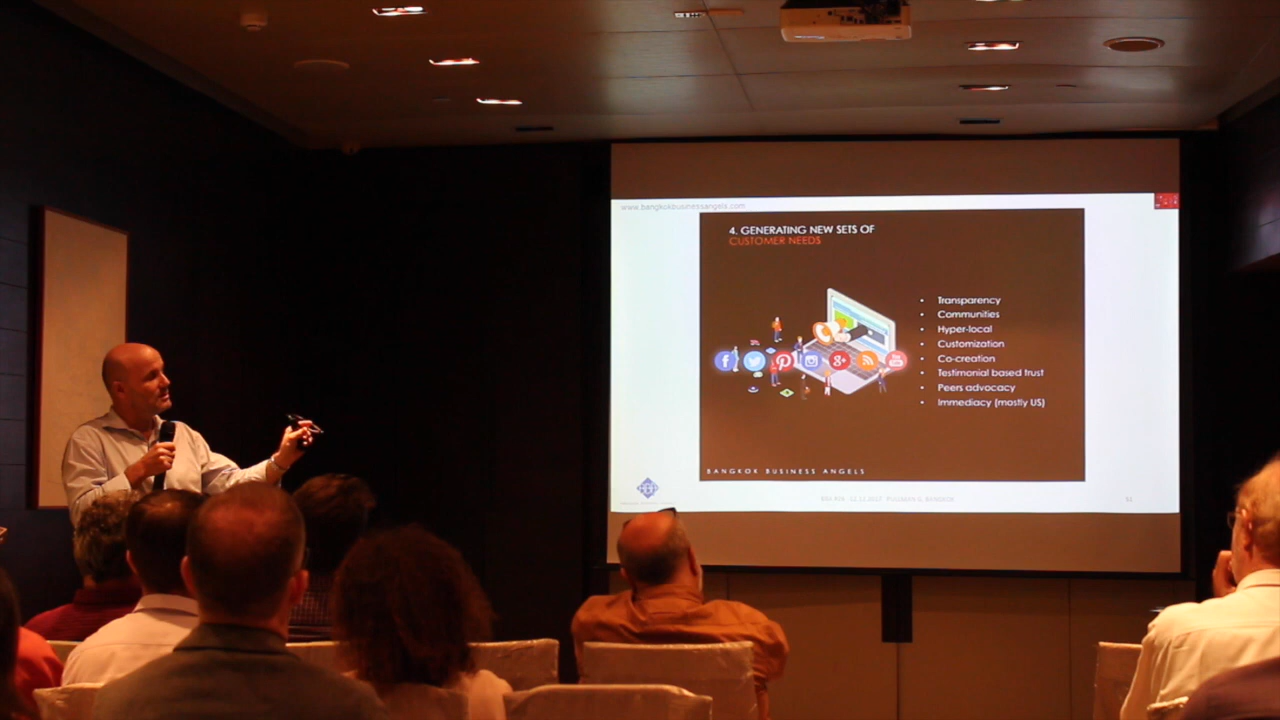 www.bangkokbusinessangels.com
4. GENERATING NEW SETS OF
CUSTOMER NEEDS
• Transparency
• Communities
• Hyper-local
• Customization
• Co-creation
• Testimonial based trust
• Peers advocacy
• Immediacy (mostly US)
BANGKOK BUSINESS ANGELS